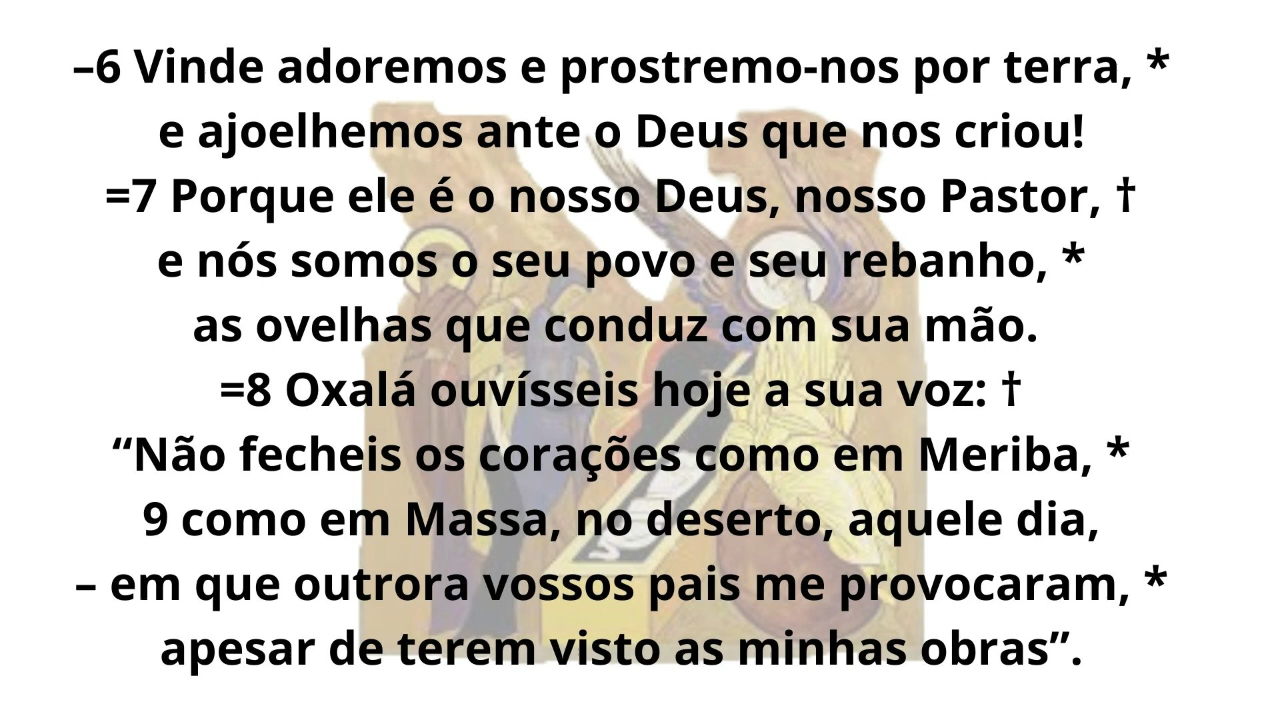 –6 Vinde adoremos e prostremo-nos por terra, *
e ajoelhemos ante o Deus que nos criou!
=7 Porque ele é o nosso Deus, nosso Pastor, †
e nós somos o seu povo e seu rebanho, *
as ovelhas que conduz com sua mão.
=8 Oxalá ouvísseis hoje a sua voz: †
“Não fecheis os corações como em Meriba, *
9 como em Massa, no deserto, aquele dia,
– em que outrora vossos pais me provocaram, *
apesar de terem visto as minhas obras”.